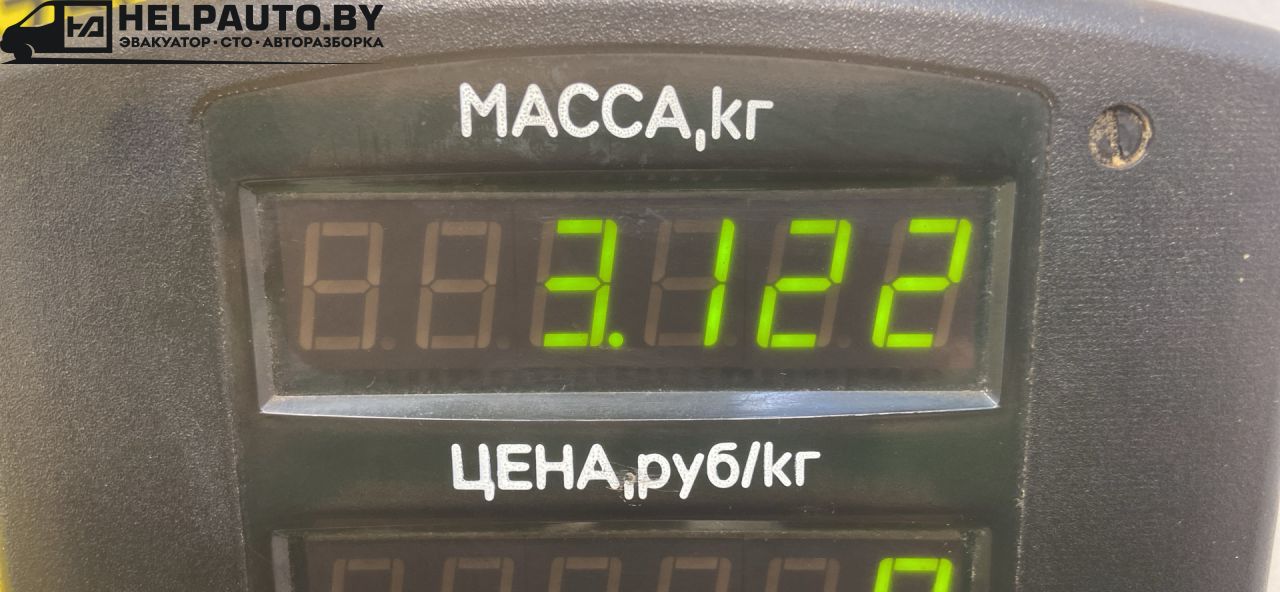 HELPAUTO.BY
ЭВАКУАТОР · СТО · АВТОРАЗБОРКА
МАССА,кг
3.122
ЦЕНА,руб/кг